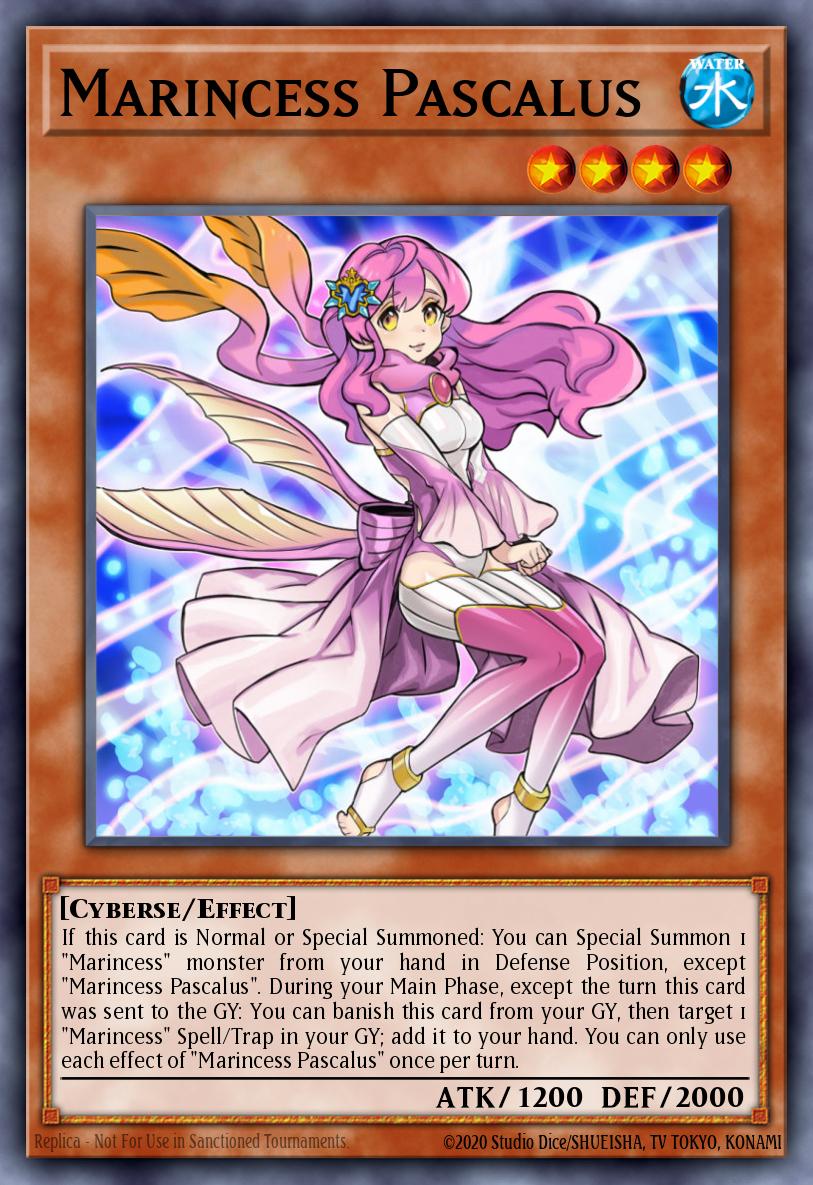 MARINCESS PASCALUS
WATER
水
[CYBERSE/EFFECT]
If this card is Normal or Special Summoned: You can Special Summon 1
"Marincess" monster from your hand in Defense Position, except
"Marincess Pascalus". During your Main Phase, except the turn this card
was sent to the GY: You can banish this card from your GY, then target 1
"Marincess" Spell/Trap in your GY; add it to your hand. You can only use
each effect of "Marincess Pascalus" once per turn.
ATK/1200 DEF/2000
Replica - Not For Use in Sanctioned Tournaments.
©2020 Studio Dice/SHUEISHA, TV TOKYO, KONAMI